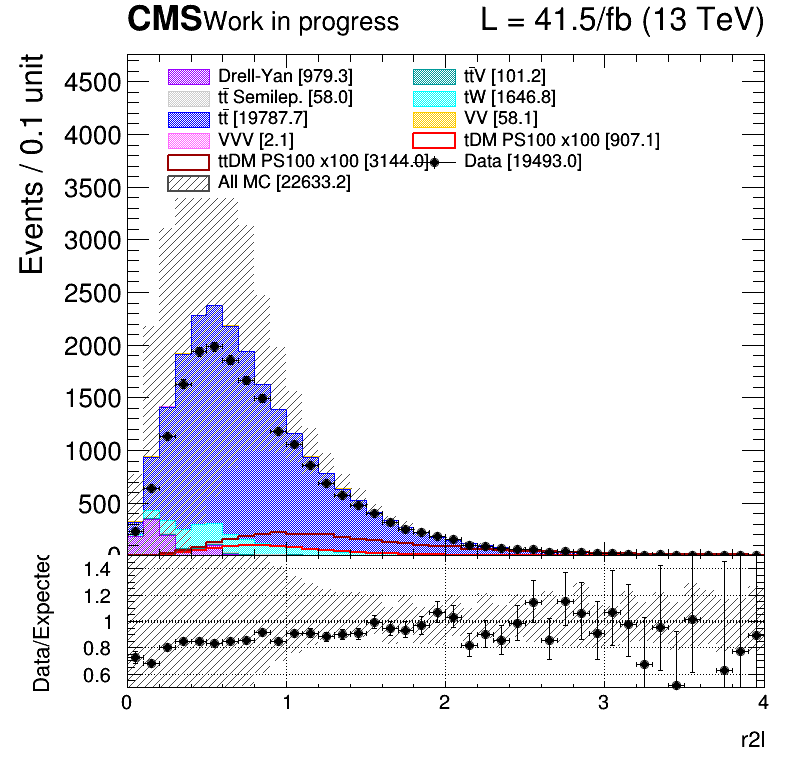 CMS Work in progress L = 41.5/fb (13 TeV)
Events / 0.1 unit
Drell-Yan [979.3] tt̄V [101.2]
tt̄ Semilep. [58.0] tW [1646.8]
tt̄ [19787.7] VV [58.1]
VVV [2.1] tDM PS100 x100 [907.1]
ttDM PS100 x100 [3144.0] Data [19493.0]
All MC [22633.2]
4500
4000
3500
3000
2500
2000
1500
1000
500
0
Data/Expected
1.4
1.2
1
0.8
0.6
0 1 2 3 4
r2l